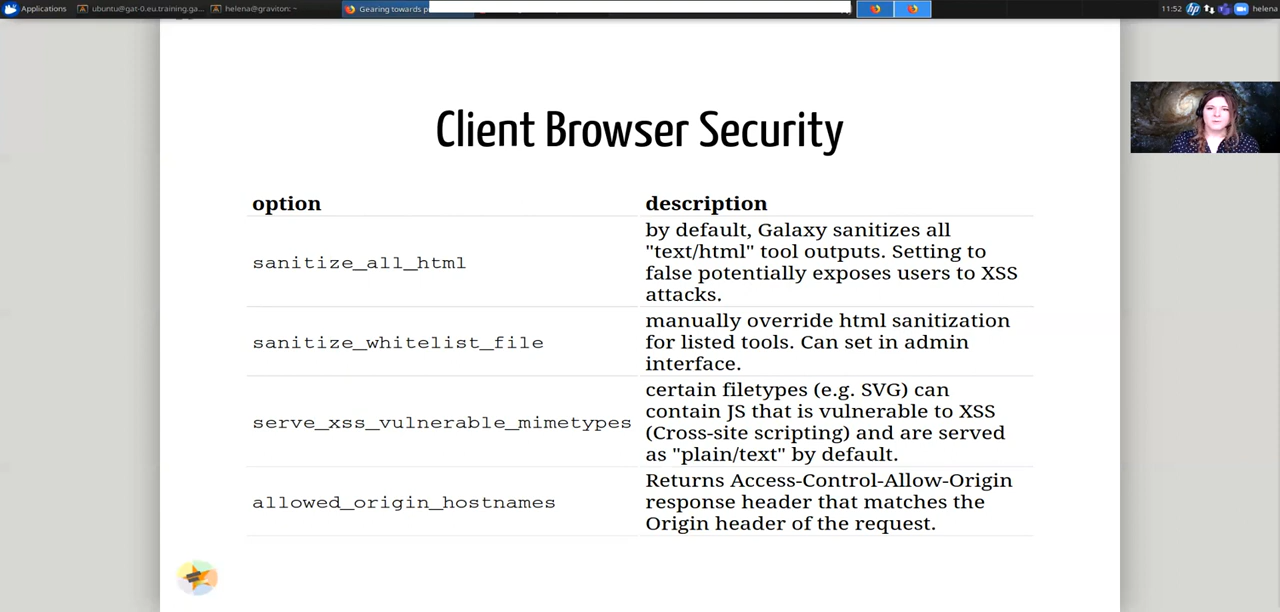 Applications ubuntu@gat-0.eu.training.ga... helena@graviton: ~ Gearing towards p 11:52 hp helena
Client Browser Security
option description
sanitize_all_html
by default, Galaxy sanitizes all
"text/html" tool outputs. Setting to
false potentially exposes users to XSS
attacks.
sanitize_whitelist_file
manually override html sanitization
for listed tools. Can set in admin
interface.
serve_xss_vulnerable_mimetypes
certain filetypes (e.g. SVG) can
contain JS that is vulnerable to XSS
(Cross-site scripting) and are served
as "plain/text" by default.
allowed_origin_hostnames
Returns Access-Control-Allow-Origin
response header that matches the
Origin header of the request.